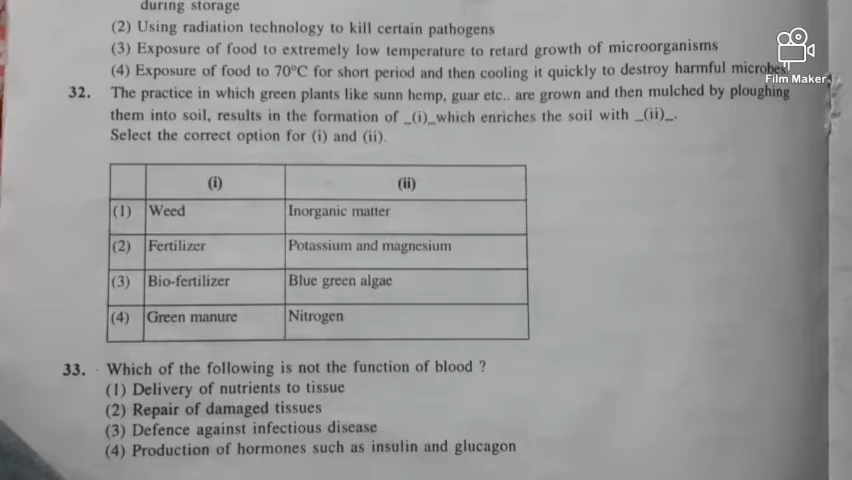 during storage
(2) Using radiation technology to kill certain pathogens
(3) Exposure of food to extremely low temperature to retard growth of microorganisms
(4) Exposure of food to 70°C for short period and then cooling it quickly to destroy harmful microbes
Film Maker
32. The practice in which green plants like sunn hemp, guar etc.. are grown and then mulched by ploughing
them into soil, results in the formation of _(i)_which enriches the soil with _(ii)_.
Select the correct option for (i) and (ii).
(i) (ii)
(1) Weed Inorganic matter
(2) Fertilizer Potassium and magnesium
(3) Bio-fertilizer Blue green algae
(4) Green manure Nitrogen
33. Which of the following is not the function of blood ?
(1) Delivery of nutrients to tissue
(2) Repair of damaged tissues
(3) Defence against infectious disease
(4) Production of hormones such as insulin and glucagon